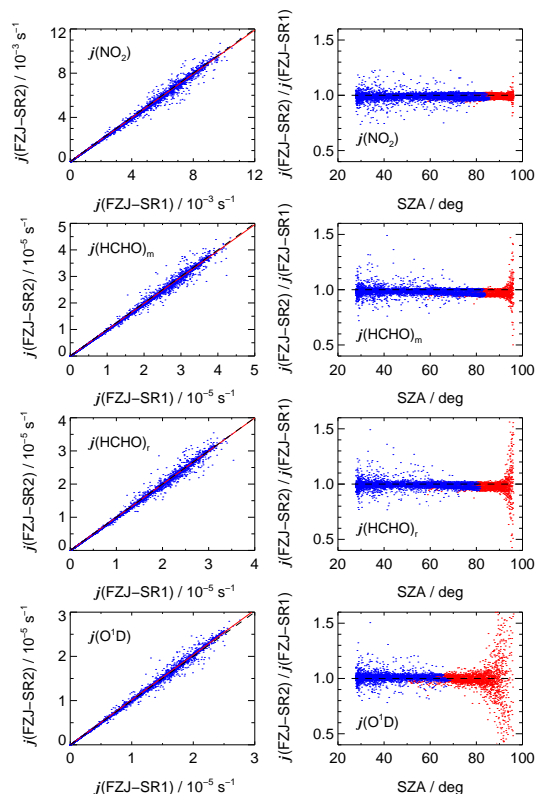 j(FZJ−SR2) / 10⁻³ s⁻¹
12
8
4
0
j(NO₂)
0 4 8 12
j(FZJ−SR1) / 10⁻³ s⁻¹
j(FZJ−SR2) / j(FZJ−SR1)
1.5
1.0
0.5
j(NO₂)
20 40 60 80 100
SZA / deg
j(FZJ−SR2) / 10⁻⁵ s⁻¹
5
4
3
2
1
0
j(HCHO)ₘ
0 1 2 3 4 5
j(FZJ−SR1) / 10⁻⁵ s⁻¹
j(FZJ−SR2) / j(FZJ−SR1)
1.5
1.0
0.5
j(HCHO)ₘ
20 40 60 80 100
SZA / deg
j(FZJ−SR2) / 10⁻⁵ s⁻¹
4
3
2
1
0
j(HCHO)ᵣ
0 1 2 3 4
j(FZJ−SR1) / 10⁻⁵ s⁻¹
j(FZJ−SR2) / j(FZJ−SR1)
1.5
1.0
0.5
j(HCHO)ᵣ
20 40 60 80 100
SZA / deg
j(FZJ−SR2) / 10⁻⁵ s⁻¹
3
2
1
0
j(O¹D)
0 1 2 3
j(FZJ−SR1) / 10⁻⁵ s⁻¹
j(FZJ−SR2) / j(FZJ−SR1)
1.5
1.0
0.5
j(O¹D)
20 40 60 80 100
SZA / deg